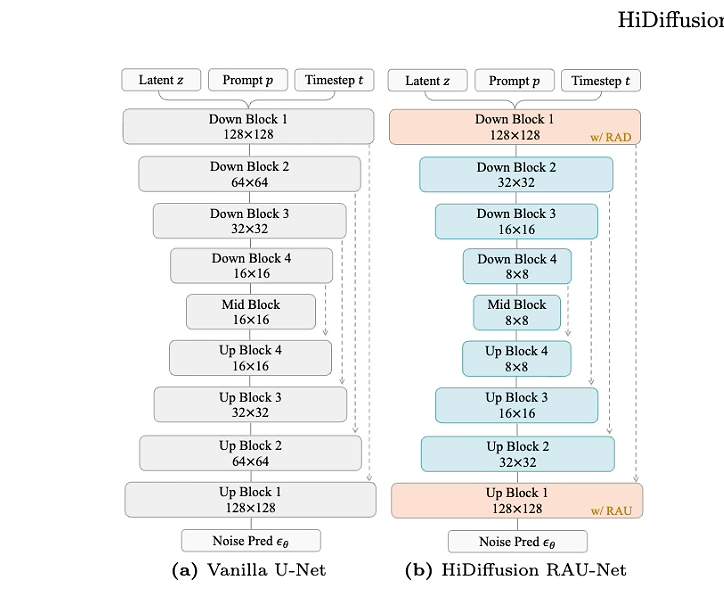 HiDiffusion
Latent z Prompt p Timestep t
Down Block 1
128×128
Down Block 2
64×64
Down Block 3
32×32
Down Block 4
16×16
Mid Block
16×16
Up Block 4
16×16
Up Block 3
32×32
Up Block 2
64×64
Up Block 1
128×128
Noise Pred ϵθ
(a) Vanilla U-Net
Latent z Prompt p Timestep t
Down Block 1
128×128
w/ RAD
Down Block 2
32×32
Down Block 3
16×16
Down Block 4
8×8
Mid Block
8×8
Up Block 4
8×8
Up Block 3
16×16
Up Block 2
32×32
Up Block 1
128×128
w/ RAU
Noise Pred ϵθ
(b) HiDiffusion RAU-Net